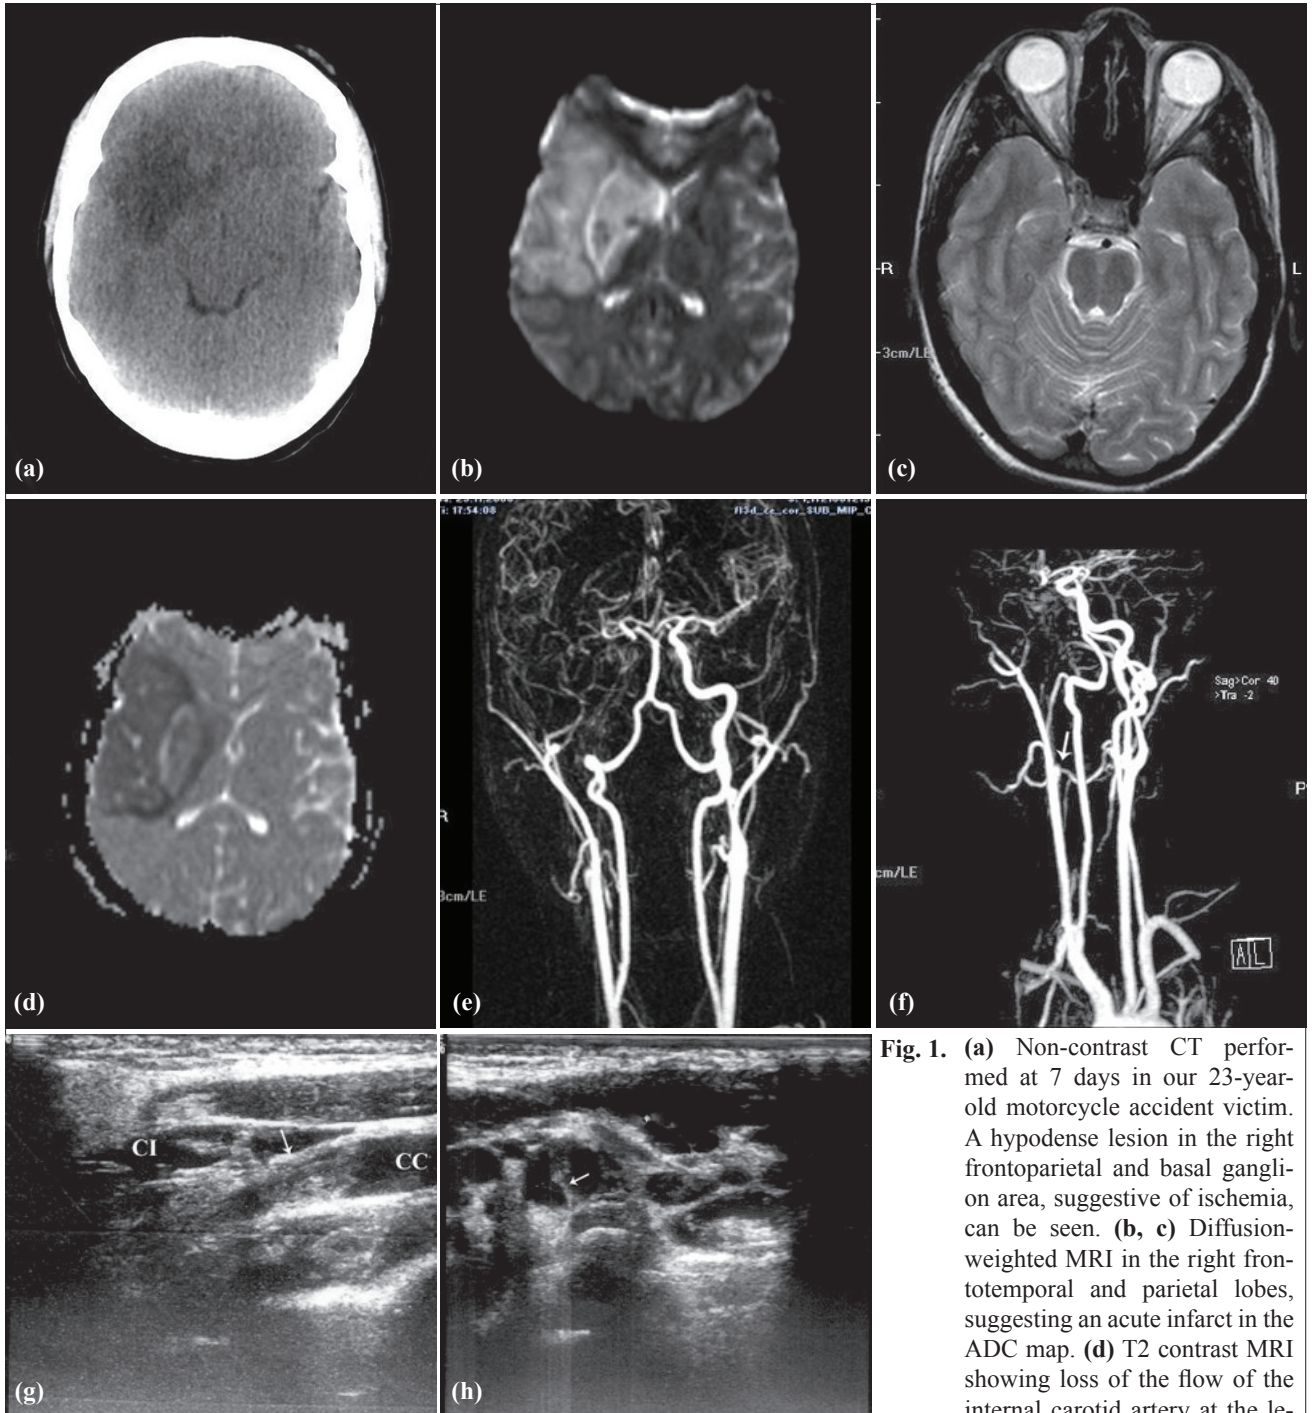 (a)
(b)
R
L
3cm/LE
(c)
(d)
17:54:08
fl3d_ce_cor_SUB_MIP_C
R
3cm/LE
(e)
Sag>Cor 40
>Tra -2
P
cm/LE
A L
(f)
CI
CC
(g)
(h)
Fig. 1. (a) Non-contrast CT perfor-
med at 7 days in our 23-year-
old motorcycle accident victim.
A hypodense lesion in the right
frontoparietal and basal gangli-
on area, suggestive of ischemia,
can be seen. (b, c) Diffusion-
weighted MRI in the right fron-
totemporal and parietal lobes,
suggesting an acute infarct in the
ADC map. (d) T2 contrast MRI
showing loss of the flow of the
internal carotid artery at the le-